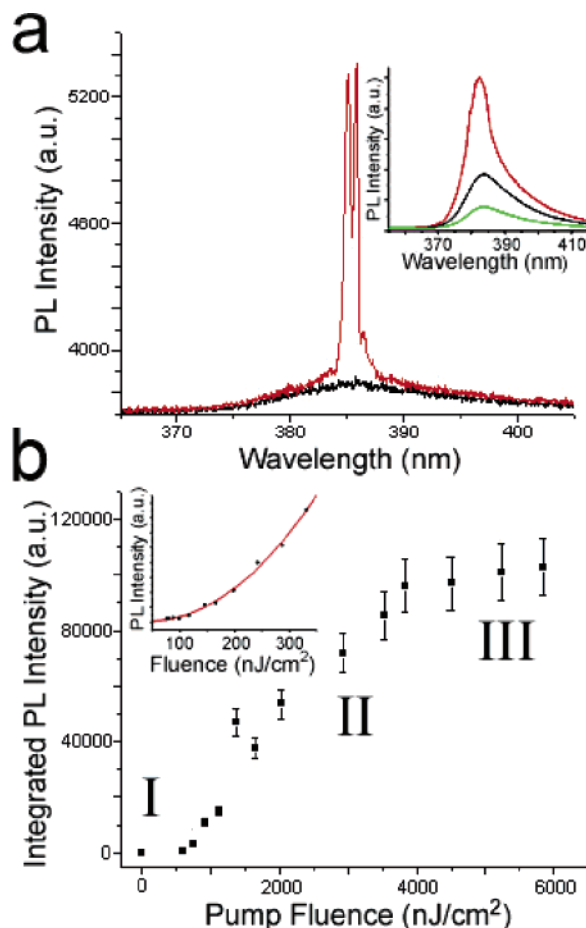 a
PL Intensity (a.u.)
5200
4600
4000
370
380
390
400
Wavelength (nm)
PL Intensity (a.u.)
370
390
410
Wavelength (nm)
b
Integrated PL Intensity (a.u.)
120000
80000
40000
0
0
2000
4000
6000
Pump Fluence (nJ/cm²)
PL Intensity (a.u.)
100
200
300
Fluence (nJ/cm²)
I
II
III